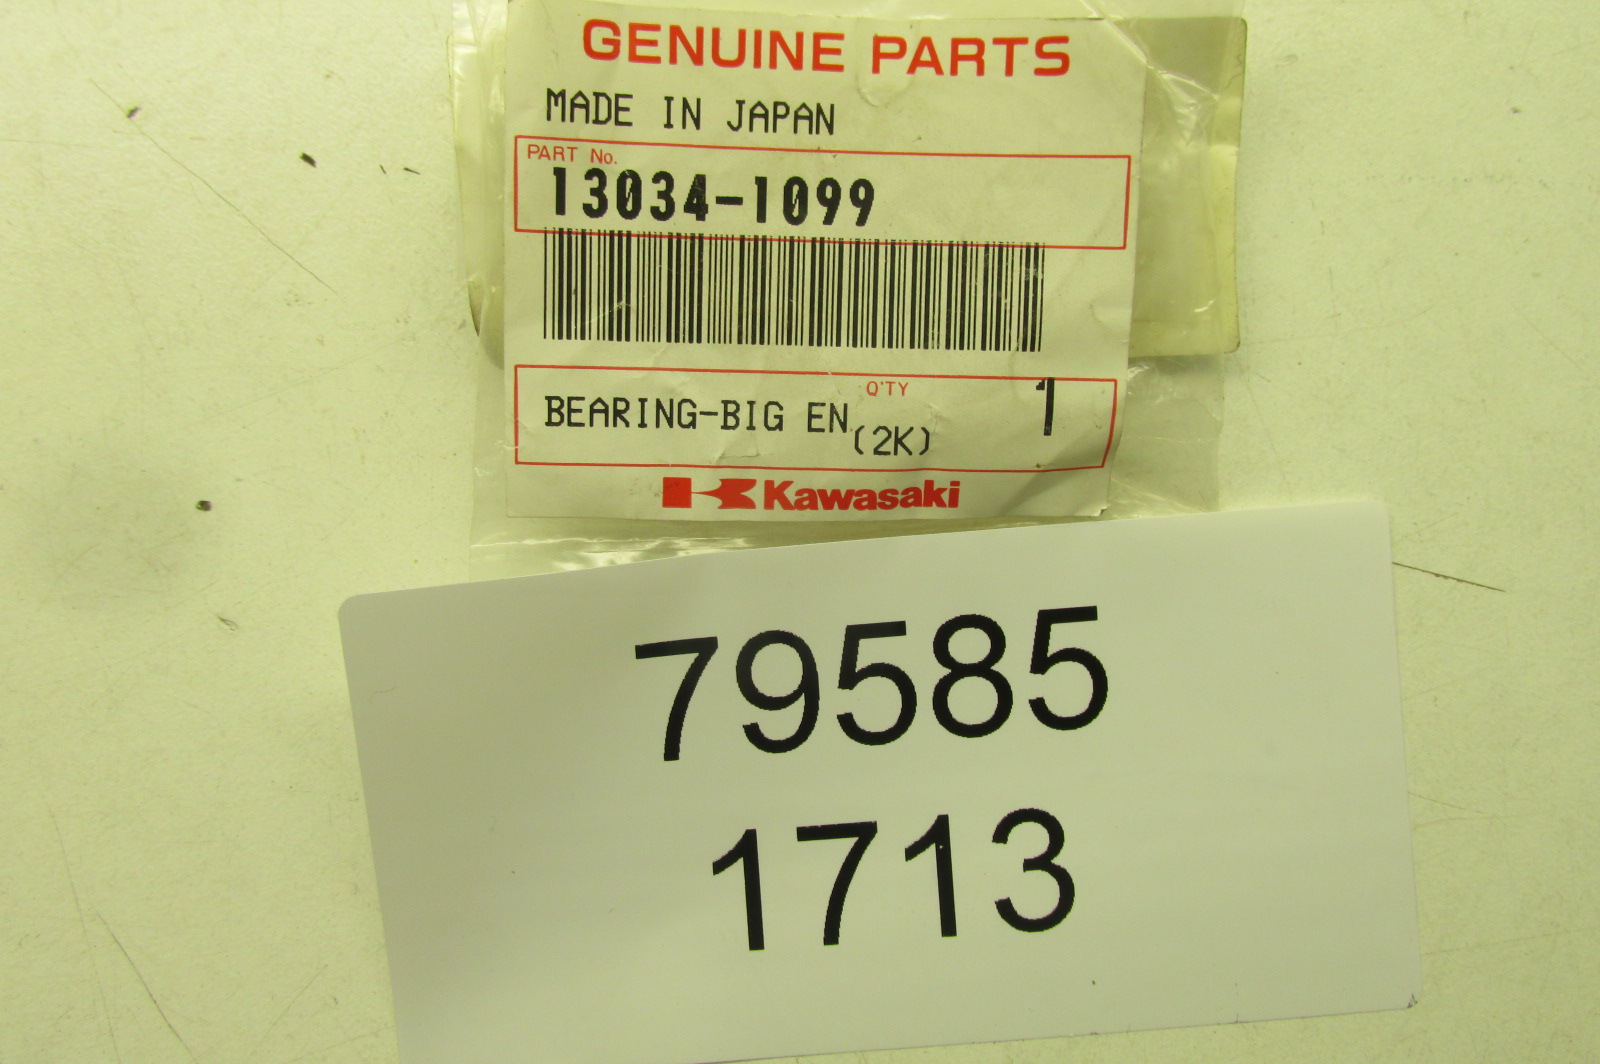 GENUINE PARTS
MADE IN JAPAN
PART No.
13034-1099
Q'TY
BEARING-BIG EN 1
(2K)
Kawasaki
79585
1713